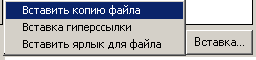 Вставить копию файла
Вставка гиперссылки
Вставить ярлык для файла
Вставка...